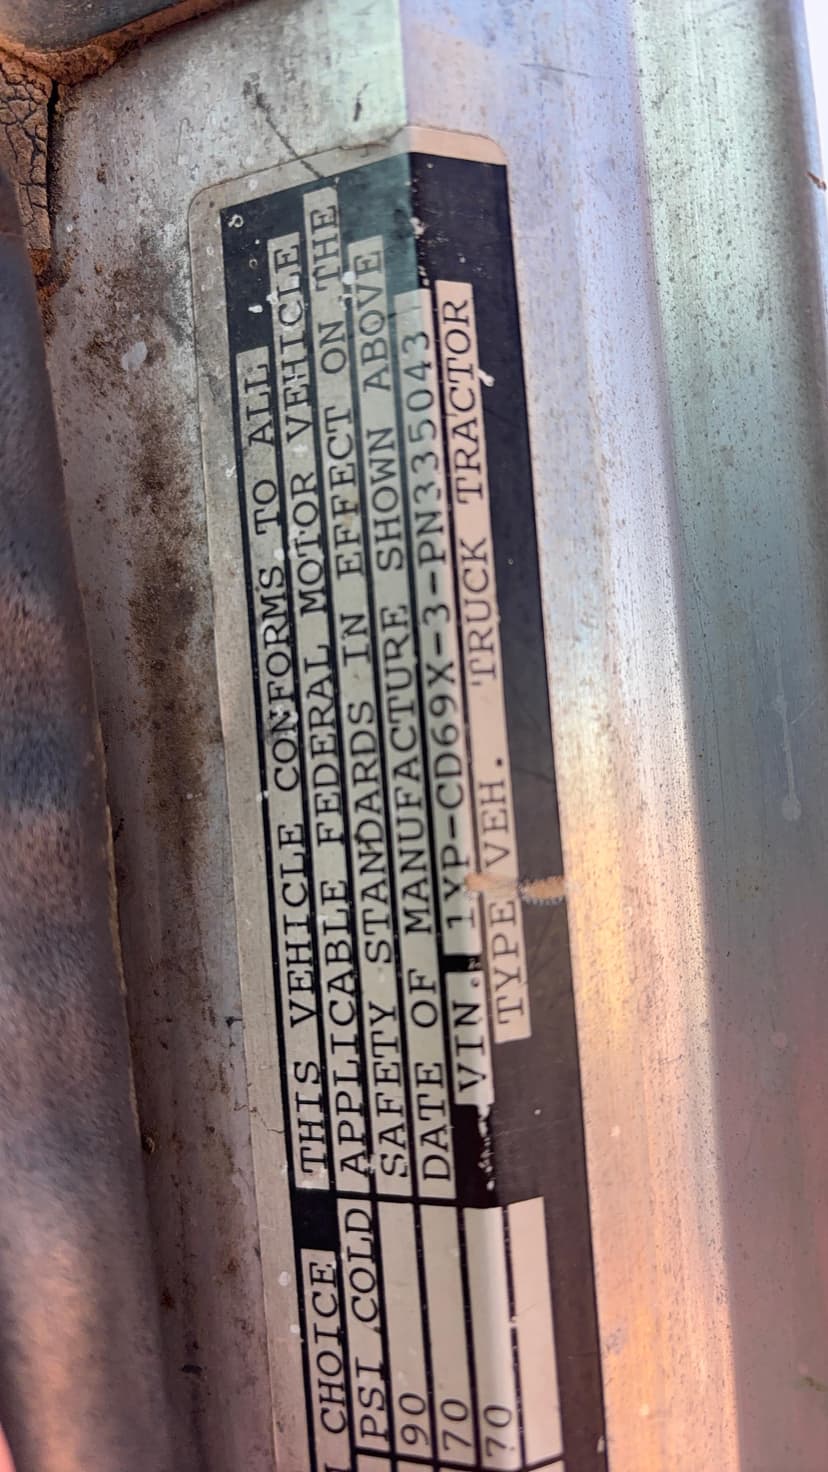 THIS VEHICLE CONFORMS TO ALL
APPLICABLE FEDERAL MOTOR VEHICLE
SAFETY STANDARDS IN EFFECT ON THE
DATE OF MANUFACTURE SHOWN ABOVE
VIN. 1XP-CD69X-3-PN335043
TYPE VEH. TRUCK TRACTOR
CHOICE
PSI COLD
90
70
70